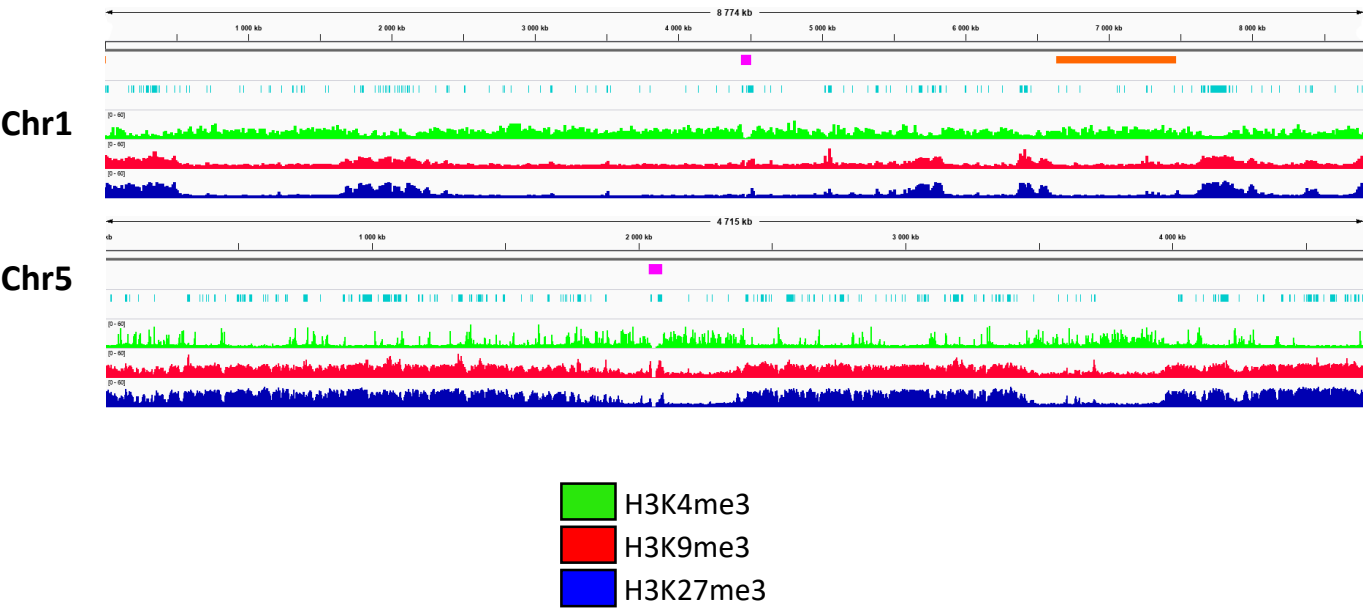 8 774 kb
1 000 kb 2 000 kb 3 000 kb 4 000 kb 5 000 kb 6 000 kb 7 000 kb 8 000 kb
Chr1
[0 - 60]
[0 - 60]
[0 - 60]
4 715 kb
kb 1 000 kb 2 000 kb 3 000 kb 4 000 kb
Chr5
[0 - 60]
[0 - 60]
[0 - 60]
H3K4me3
H3K9me3
H3K27me3